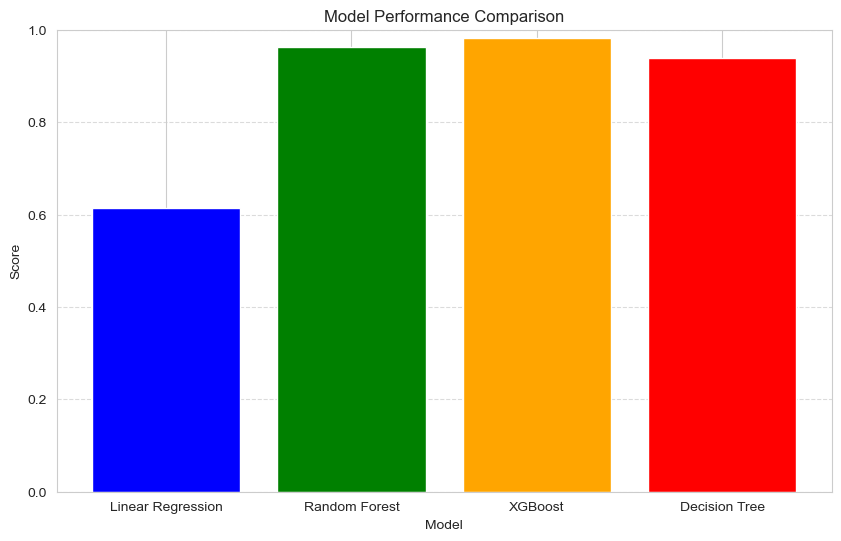 Model Performance Comparison
1.0
0.8
0.6
0.4
0.2
0.0
Score
Linear Regression
Random Forest
XGBoost
Decision Tree
Model